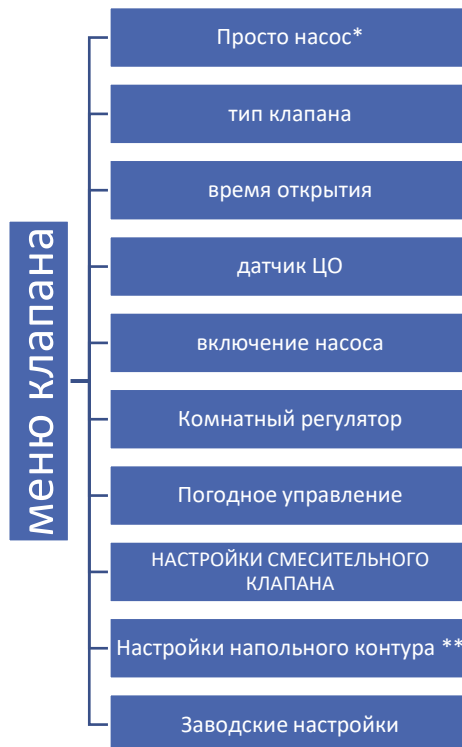 меню клапана
Просто насос*
тип клапана
время открытия
датчик ЦО
включение насоса
Комнатный регулятор
Погодное управление
НАСТРОЙКИ СМЕСИТЕЛЬНОГО
КЛАПАНА
Настройки напольного контура **
Заводские настройки